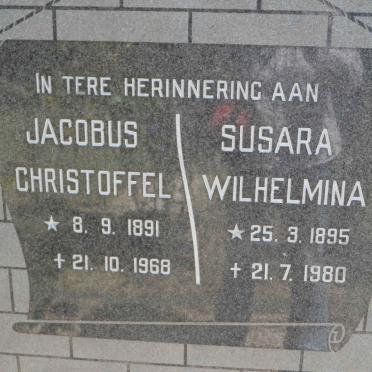 IN TERE HERINNERING AAN
JACOBUS
CHRISTOFFEL
★ 8. 9. 1891
✝ 21. 10. 1968
SUSARA
WILHELMINA
★ 25. 3. 1895
✝ 21. 7. 1980